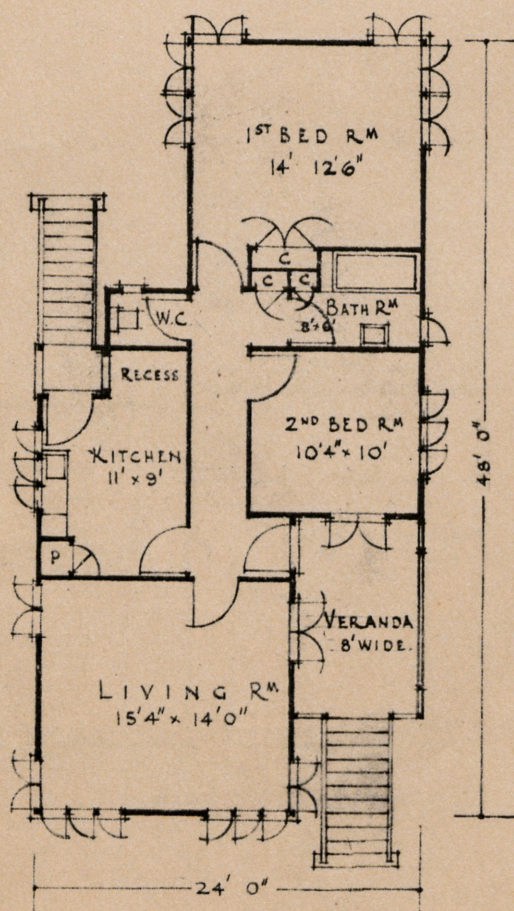 1ST BED RM
14' 12'6"
C
C C
W.C
BATH RM
8'×6'
RECESS
2ND BED RM
10'4"× 10'
KITCHEN
11' × 9'
48' 0"
P
VERANDA
8' WIDE.
LIVING RM
15'4"× 14'0"
24' 0"